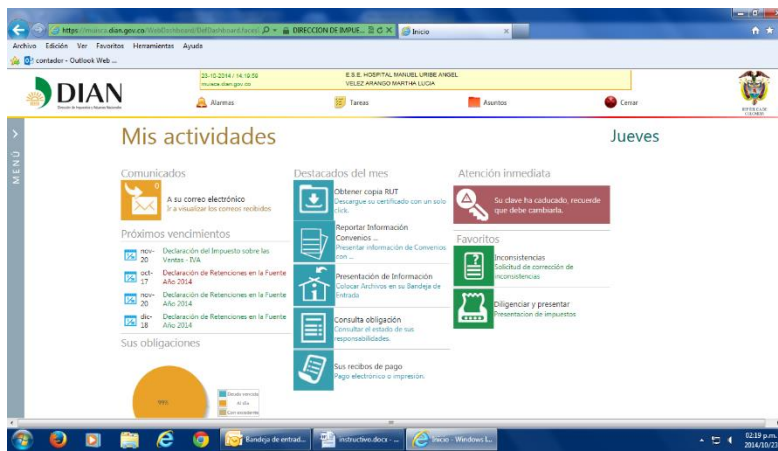 https://muisca.dian.gov.co/WebDashboard/DefDashboard.faces
DIRECCION DE IMPUE...
Inicio
Archivo Edición Ver Favoritos Herramientas Ayuda
contador - Outlook Web ...
DIAN
23-10-2014 / 14:19:56
muisca.dian.gov.co
E.S.E. HOSPITAL MANUEL URIBE ANGEL
VELEZ ARANGO MARTHA LUCIA
Alarmas
Tareas
Asuntos
Cerrar
MENÚ
Mis actividades
Jueves
Comunicados
0
A su correo electrónico
Ir a visualizar los correos recibidos
Próximos vencimientos
nov-20 Declaración del Impuesto sobre las
Ventas - IVA
oct-17 Declaración de Retenciones en la Fuente
Año 2014
nov-20 Declaración de Retenciones en la Fuente
Año 2014
dic-18 Declaración de Retenciones en la Fuente
Año 2014
Sus obligaciones
99%
Al día
Destacados del mes
Obtener copia RUT
Descargue su certificado con un solo
click.
Reportar Información
Convenios ...
Presentar información de Convenios
con ...
Presentación de Información
Colocar Archivos en su Bandeja de
Entrada
Consulta obligación
Consultar el estado de sus
responsabilidades.
Sus recibos de pago
Pago electrónico o impresión.
Atención inmediata
Su clave ha caducado, recuerde
que debe cambiarla.
Favoritos
Inconsistencias
Solicitud de corrección de
inconsistencias
Diligenciar y presentar
Presentacion de impuestos
Bandeja de entrad...
instructivo.docx - ...
Inicio - Windows I...
02:19 p.m.
2014/10/23